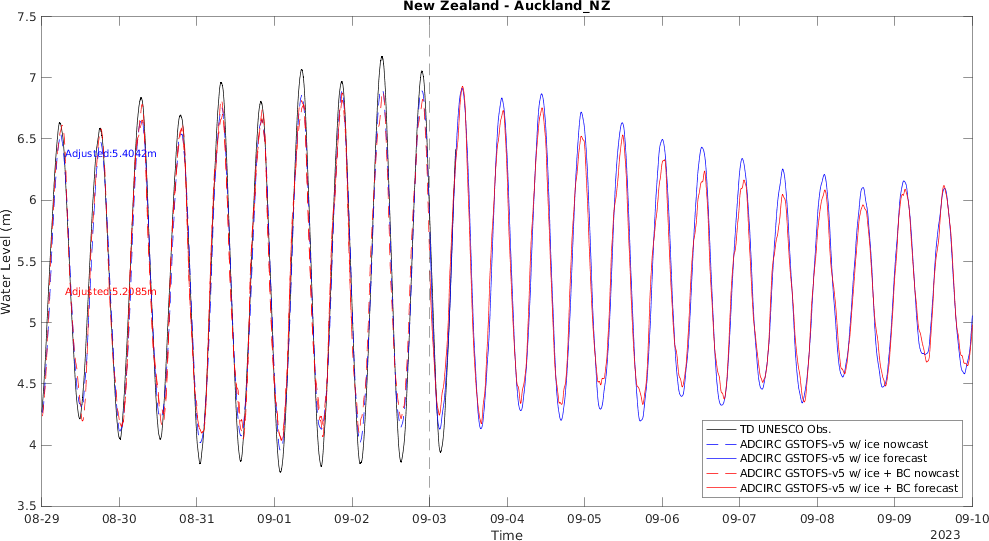 New Zealand - Auckland_NZ
7.5
7
6.5
6
5.5
5
4.5
4
3.5
Water Level (m)
Adjusted:5.4042m
Adjusted:5.2085m
TD UNESCO Obs.
ADCIRC GSTOFS-v5 w/ ice nowcast
ADCIRC GSTOFS-v5 w/ ice forecast
ADCIRC GSTOFS-v5 w/ ice + BC nowcast
ADCIRC GSTOFS-v5 w/ ice + BC forecast
08-29 08-30 08-31 09-01 09-02 09-03 09-04 09-05 09-06 09-07 09-08 09-09 09-10
Time
2023